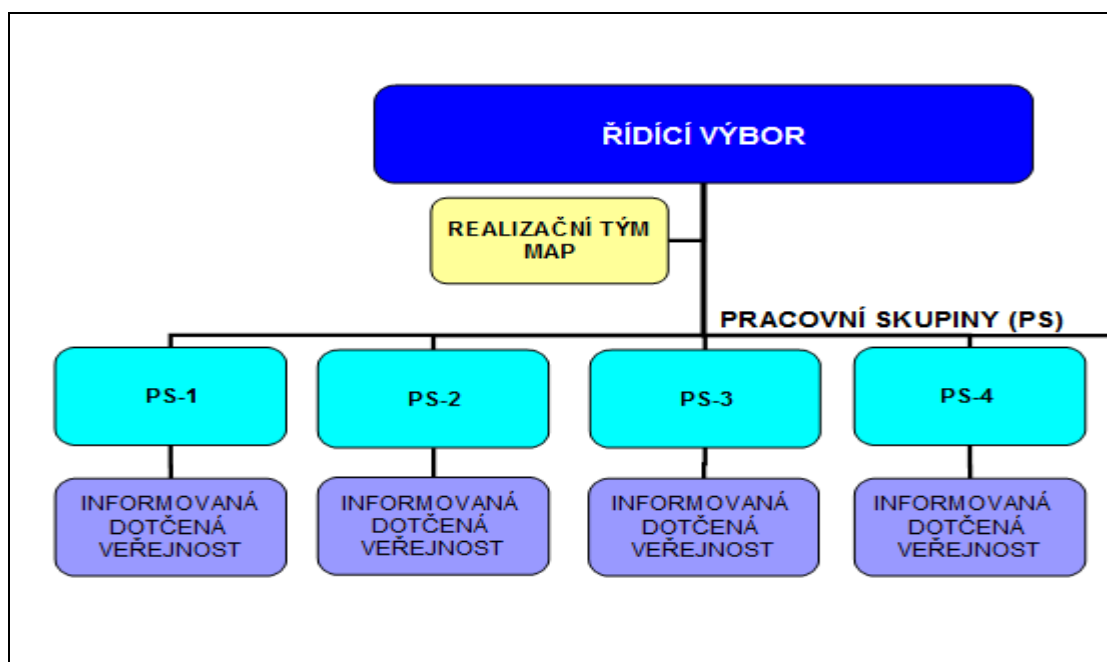 ŘÍDÍCÍ VÝBOR
REALIZAČNÍ TÝM
MAP
PRACOVNÍ SKUPINY (PS)
PS-1
PS-2
PS-3
PS-4
INFORMOVANÁ
DOTČENÁ
VEŘEJNOST
INFORMOVANÁ
DOTČENÁ
VEŘEJNOST
INFORMOVANÁ
DOTČENÁ
VEŘEJNOST
INFORMOVANÁ
DOTČENÁ
VEŘEJNOST